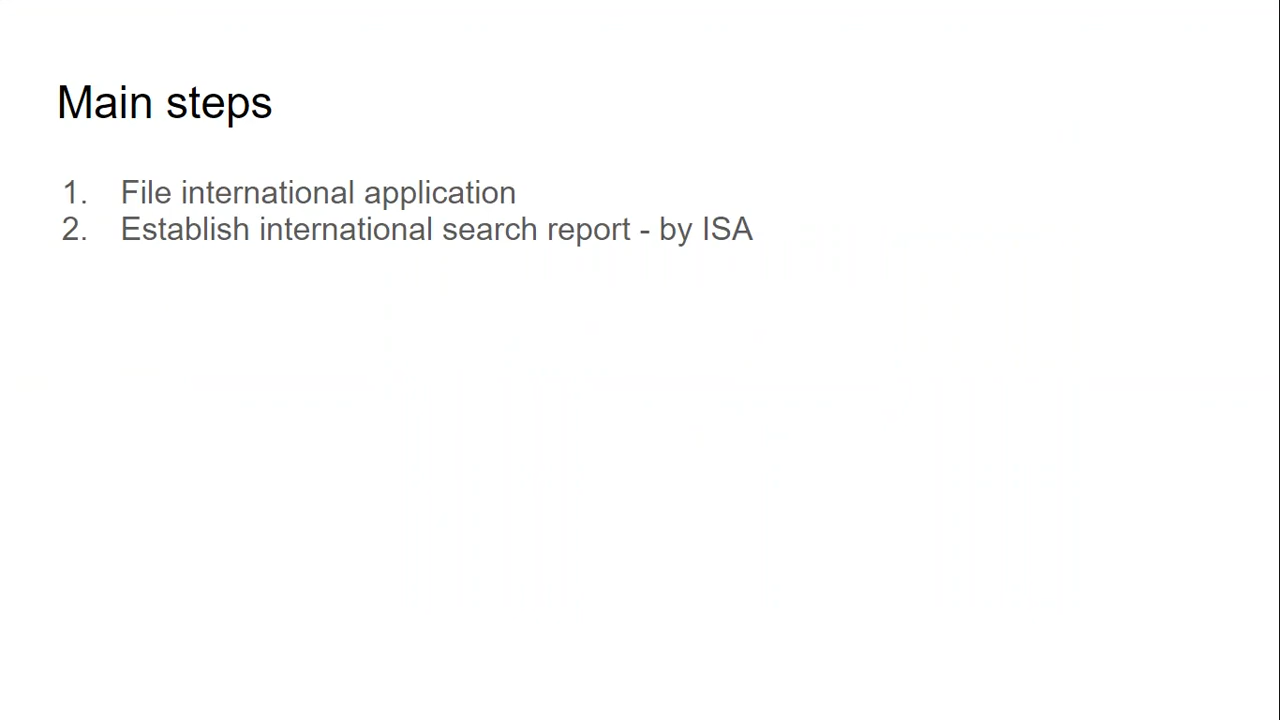 Main steps
1. File international application
2. Establish international search report - by ISA